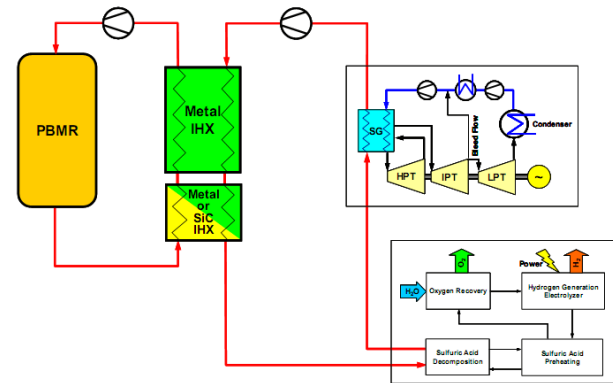 PBMR
Metal
IHX
Metal
or
SiC
IHX
SG
Bleed Flow
Condenser
HPT
IPT
LPT
~
O2
Power
H2
H2O
Oxygen Recovery
Hydrogen Generation
Electrolyzer
Sulfuric Acid
Decomposition
Sulfuric Acid
Preheating